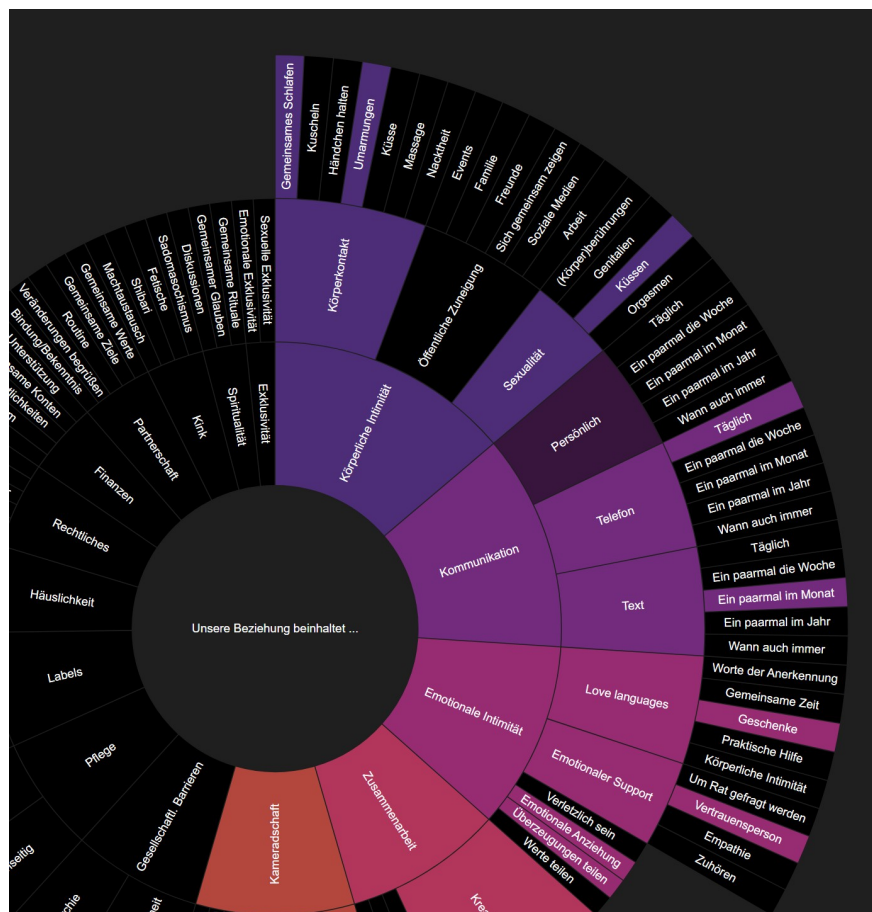 Gemeinsames Schlafen
Kuscheln
Händchen halten
Umarmungen
Küsse
Massage
Nacktheit
Events
Familie
Freunde
Sich gemeinsam zeigen
Soziale Medien
Arbeit
(Körper)berührungen
Genitalien
Küssen
Orgasmen
Täglich
Ein paarmal die Woche
Ein paarmal im Monat
Ein paarmal im Jahr
Wann auch immer
Täglich
Ein paarmal die Woche
Ein paarmal im Monat
Ein paarmal im Jahr
Wann auch immer
Täglich
Ein paarmal die Woche
Ein paarmal im Monat
Ein paarmal im Jahr
Wann auch immer
Worte der Anerkennung
Gemeinsame Zeit
Geschenke
Praktische Hilfe
Körperliche Intimität
Um Rat gefragt werden
Vertrauensperson
Empathie
Zuhören
Körperkontakt
Öffentliche Zuneigung
Sexualität
Persönlich
Telefon
Text
Love languages
Emotionaler Support
Verletzlich sein
Emotionale Anziehung
Überzeugungen teilen
Werte teilen
Körperliche Intimität
Kommunikation
Emotionale Intimität
Zusammenarbeit
Krea
Kameradschaft
Gesellschaftl. Barrieren
Pflege
Labels
Häuslichkeit
Rechtliches
Finanzen
Partnerschaft
Kink
Spiritualität
Exklusivität
Sexuelle Exklusivität
Emotionale Exklusivität
Gemeinsame Rituale
Gemeinsamer Glauben
Diskussionen
Sadomasochismus
Fetische
Shibari
Machtaustausch
Gemeinsame Werte
Gemeinsame Ziele
Routine
Veränderungen begrüßen
Bindung/Bekenntnis
Unterstützung
same Konten
lichkeiten
seitig
chie
eit
Unsere Beziehung beinhaltet ...